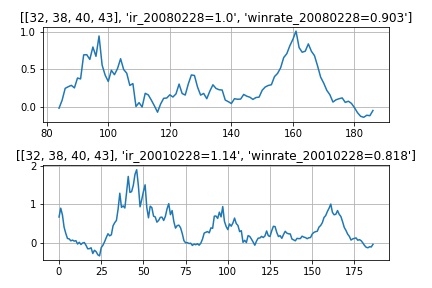 [[32, 38, 40, 43], 'ir_20080228=1.0', 'winrate_20080228=0.903']
1.0
0.5
0.0
80 100 120 140 160 180
[[32, 38, 40, 43], 'ir_20010228=1.14', 'winrate_20010228=0.818']
2
1
0
0 25 50 75 100 125 150 175